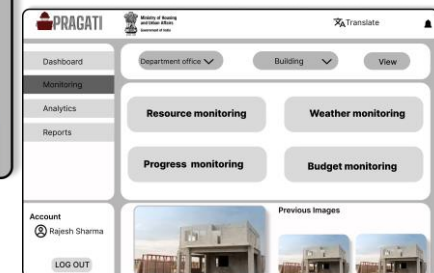 PRAGATI
Ministry of Housing
and Urban Affairs
Government of India
Translate
Dashboard
Department office
Building
View
Monitoring
Analytics
Resource monitoring
Weather monitoring
Reports
Progress monitoring
Budget monitoring
Account
Previous Images
Rajesh Sharma
LOG OUT